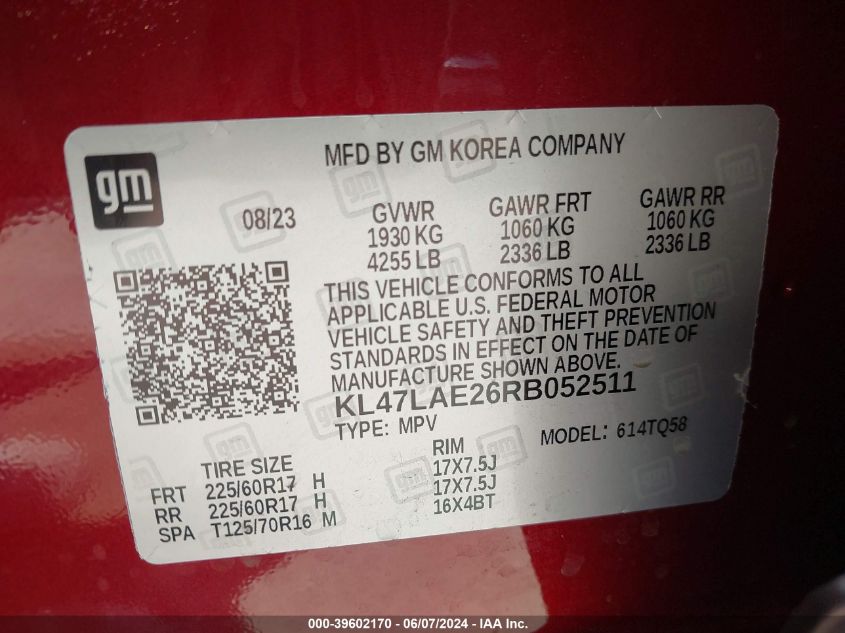 MFD BY GM KOREA COMPANY
gm
08/23
GVWR GAWR FRT GAWR RR
1930 KG 1060 KG 1060 KG
4255 LB 2336 LB 2336 LB
THIS VEHICLE CONFORMS TO ALL
APPLICABLE U.S. FEDERAL MOTOR
VEHICLE SAFETY AND THEFT PREVENTION
STANDARDS IN EFFECT ON THE DATE OF
MANUFACTURE SHOWN ABOVE.
KL47LAE26RB052511
TYPE: MPV MODEL: 614TQ58
TIRE SIZE RIM
FRT 225/60R17 H 17X7.5J
RR 225/60R17 H 17X7.5J
SPA T125/70R16 M 16X4BT
000-39602170 - 06/07/2024 - IAA Inc.